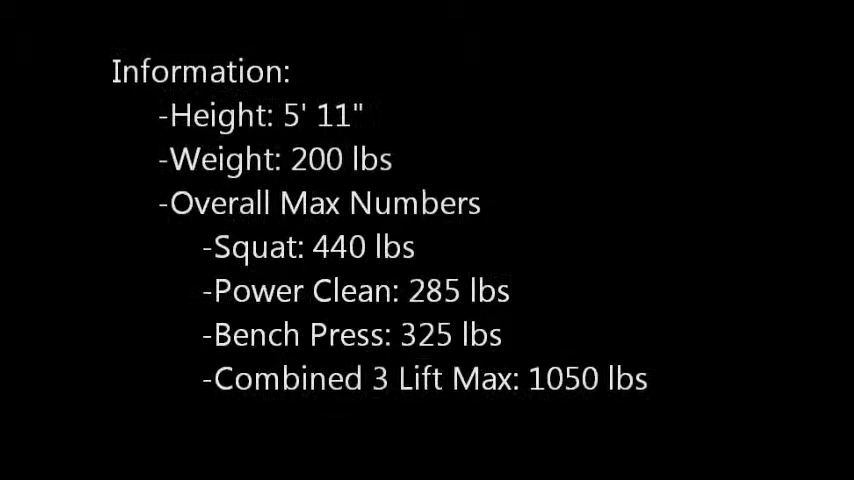 Information:
-Height: 5' 11"
-Weight: 200 lbs
-Overall Max Numbers
-Squat: 440 lbs
-Power Clean: 285 lbs
-Bench Press: 325 lbs
-Combined 3 Lift Max: 1050 lbs